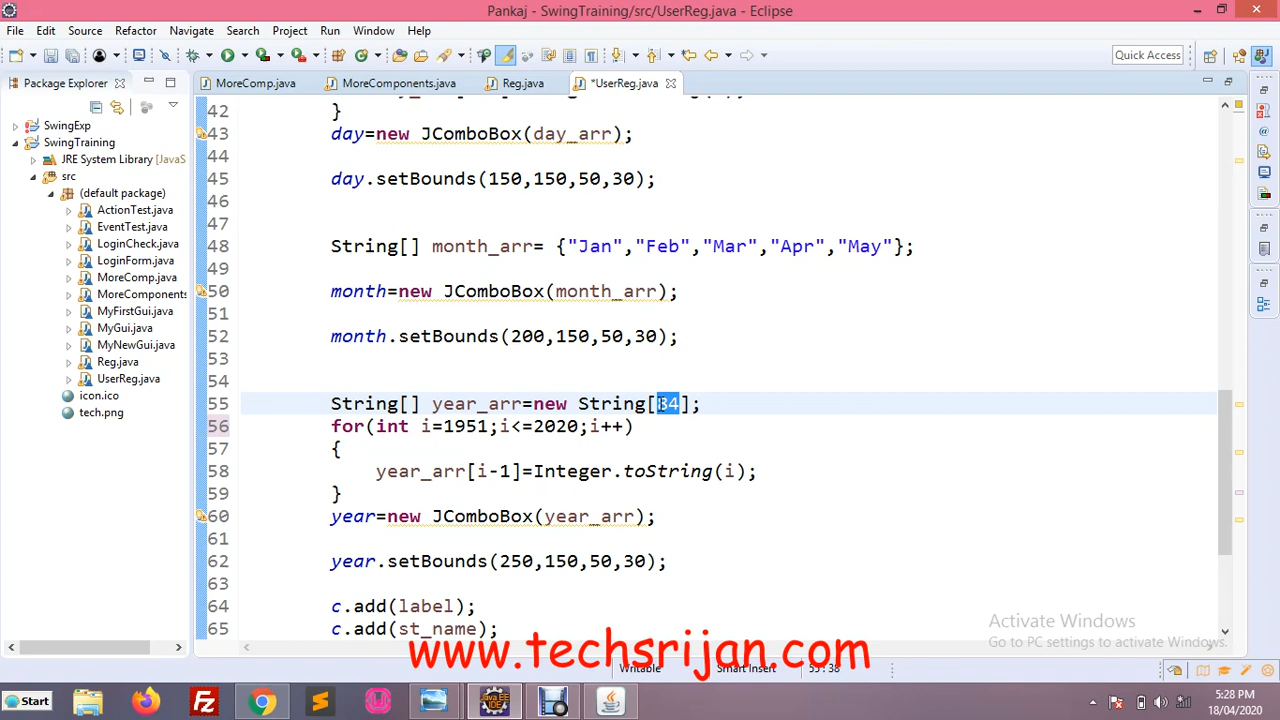 Pankaj - SwingTraining/src/UserReg.java - Eclipse
File Edit Source Refactor Navigate Search Project Run Window Help
Quick Access
Package Explorer
MoreComp.java MoreComponents.java Reg.java *UserReg.java
SwingExp
SwingTraining
JRE System Library [JavaS
src
(default package)
ActionTest.java
EventTest.java
LoginCheck.java
LoginForm.java
MoreComp.java
MoreComponents
MyFirstGui.java
MyGui.java
MyNewGui.java
Reg.java
UserReg.java
icon.ico
tech.png
42 }
43 day=new JComboBox(day_arr);
44
45 day.setBounds(150,150,50,30);
46
47
48 String[] month_arr= {"Jan","Feb","Mar","Apr","May"};
49
50 month=new JComboBox(month_arr);
51
52 month.setBounds(200,150,50,30);
53
54
55 String[] year_arr=new String[34];
56 for(int i=1951;i<=2020;i++)
57 {
58 year_arr[i-1]=Integer.toString(i);
59 }
60 year=new JComboBox(year_arr);
61
62 year.setBounds(250,150,50,30);
63
64 c.add(label);
65 c.add(st_name);
Activate Windows
Go to PC settings to activate Windows.
www.techsrijan.com
Writable Smart Insert 55 : 38
Start
5:28 PM
18/04/2020